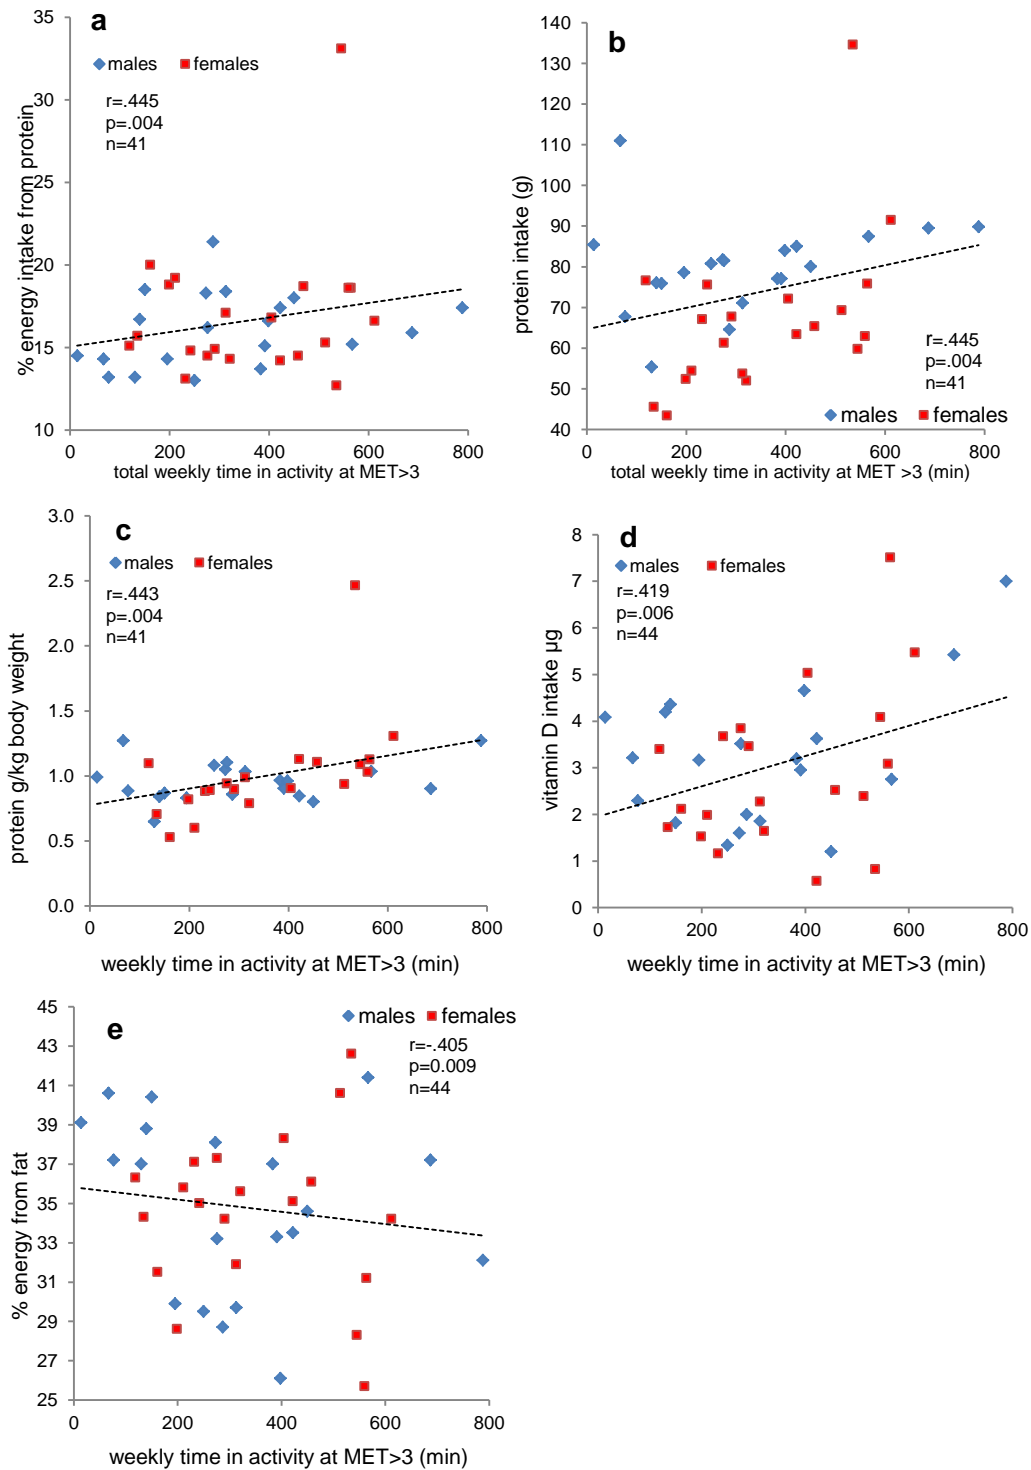 a
35
30
25
20
15
10
0
200
400
600
800
males
females
r=.445
p=.004
n=41
% energy intake from protein
total weekly time in activity at MET>3
b
140
130
120
110
100
90
80
70
60
50
40
0
200
400
600
800
r=.445
p=.004
n=41
males
females
protein intake (g)
total weekly time in activity at MET >3 (min)
c
3.0
2.5
2.0
1.5
1.0
0.5
0.0
0
200
400
600
800
males
females
r=.443
p=.004
n=41
protein g/kg body weight
weekly time in activity at MET>3 (min)
d
8
7
6
5
4
3
2
1
0
0
200
400
600
800
males
females
r=.419
p=.006
n=44
vitamin D intake µg
weekly time in activity at MET>3 (min)
e
45
43
41
39
37
35
33
31
29
27
25
0
200
400
600
800
males
females
r=-.405
p=0.009
n=44
% energy from fat
weekly time in activity at MET>3 (min)